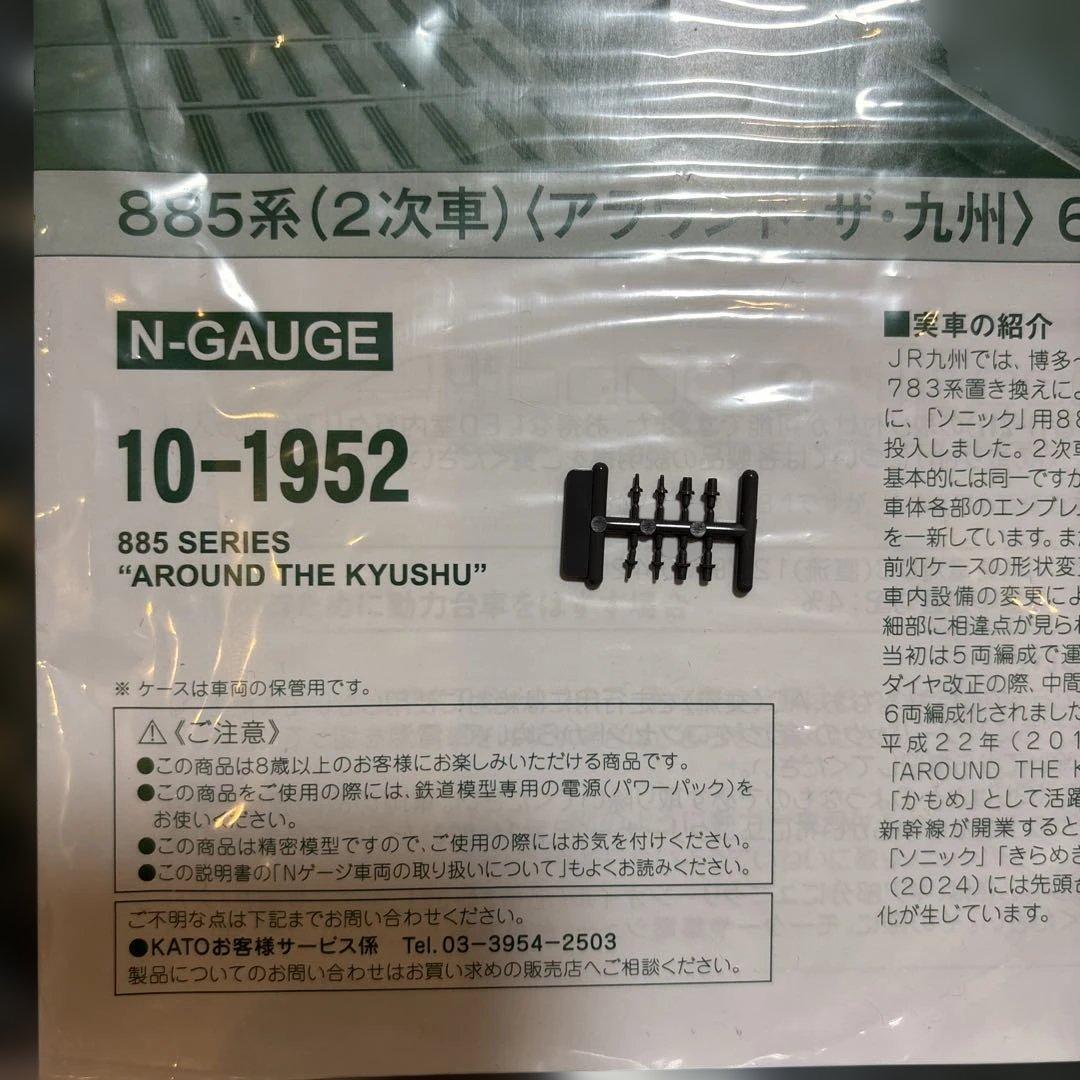 885系(2次車)〈アラウンド・ザ・九州〉6
N-GAUGE
10-1952
885 SERIES
“AROUND THE KYUSHU”
※ ケースは車両の保管用です。
⚠《ご注意》
●この商品は8歳以上のお客様にお楽しみいただける商品です。
●この商品をご使用の際には、鉄道模型専用の電源(パワーパック)を
お使いください。
●この商品は精密模型ですので、ご使用の際にはお気を付けください。
●この説明書の「Nゲージ車両の取り扱いについて」もよくお読みください。
ご不明な点は下記までお問い合わせください。
●KATOお客様サービス係 Tel.03-3954-2503
製品についてのお問い合わせはお買い求めの販売店へご相談ください。
■実車の紹介
JR九州では、博多~
783系置き換えによ
に、「ソニック」用88
投入しました。2次車
基本的には同一ですが
車体各部のエンブレ
を一新しています。ま
前灯ケースの形状変
車内設備の変更によ
細部に相違点が見られ
当初は5両編成で運
ダイヤ改正の際、中間
6両編成化されました
平成22年(201
「AROUND THE K
「かもめ」として活躍
新幹線が開業すると
「ソニック」「きらめき
(2024)には先頭
化が生じています。